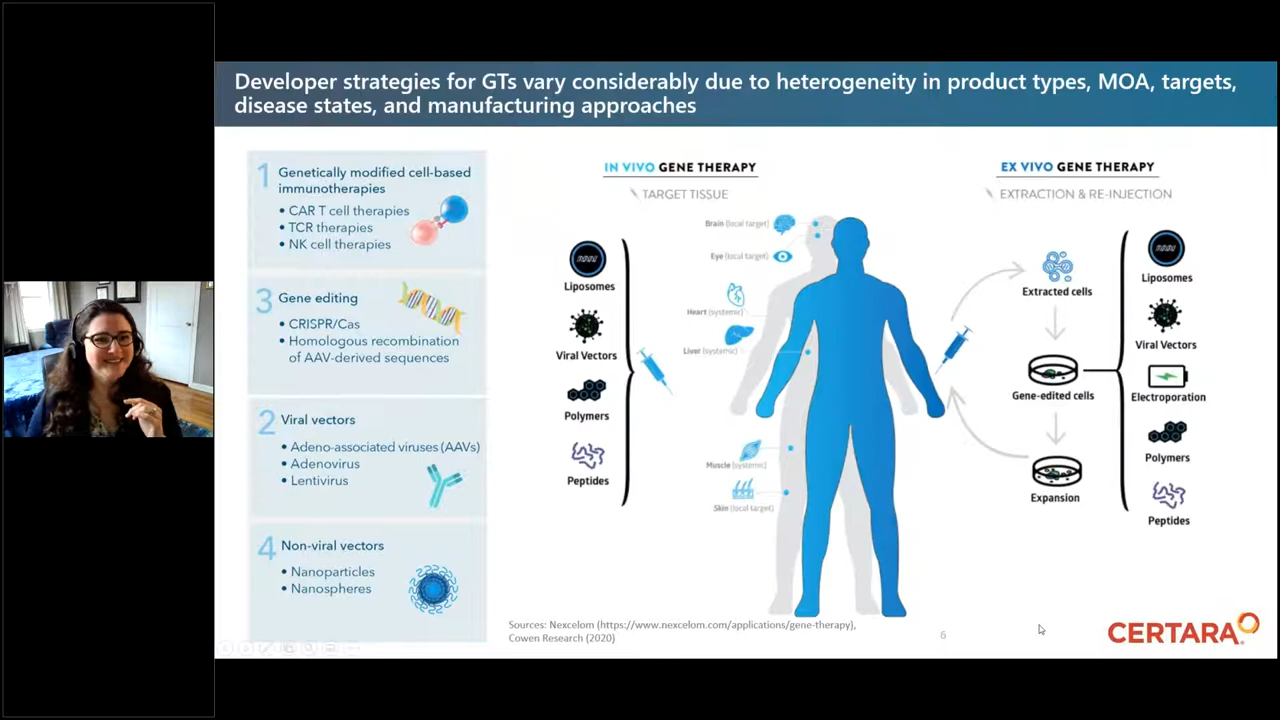 Developer strategies for GTs vary considerably due to heterogeneity in product types, MOA, targets,
disease states, and manufacturing approaches
1
Genetically modified cell-based
immunotherapies
• CAR T cell therapies
• TCR therapies
• NK cell therapies
3
Gene editing
• CRISPR/Cas
• Homologous recombination
of AAV-derived sequences
2
Viral vectors
• Adeno-associated viruses (AAVs)
• Adenovirus
• Lentivirus
4
Non-viral vectors
• Nanoparticles
• Nanospheres
IN VIVO GENE THERAPY
TARGET TISSUE
Liposomes
Viral Vectors
Polymers
Peptides
Brain (local target)
Eye (local target)
Heart (systemic)
Liver (systemic)
Muscle (systemic)
Skin (local target)
EX VIVO GENE THERAPY
EXTRACTION & RE-INJECTION
Extracted cells
Gene-edited cells
Expansion
Liposomes
Viral Vectors
Electroporation
Polymers
Peptides
Sources: Nexcelom (https://www.nexcelom.com/applications/gene-therapy),
Cowen Research (2020)
6
CERTARA